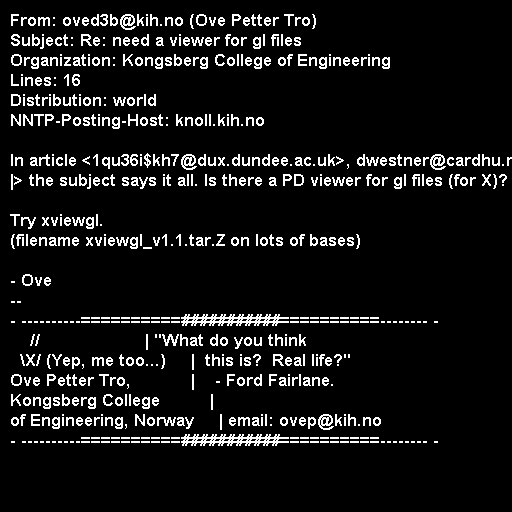 From: oved3b@kih.no (Ove Petter Tro)
Subject: Re: need a viewer for gl files
Organization: Kongsberg College of Engineering
Lines: 16
Distribution: world
NNTP-Posting-Host: knoll.kih.no

In article <1qu36i$kh7@dux.dundee.ac.uk>, dwestner@cardhu.
|> the subject says it all. Is there a PD viewer for gl files (for X)?

Try xviewgl.
(filename xviewgl_v1.1.tar.Z on lots of bases)

- Ove
--
- ----------==========###########==========-------- -
// | "What do you think
\X/ (Yep, me too...) | this is? Real life?"
Ove Petter Tro, | - Ford Fairlane.
Kongsberg College |
of Engineering, Norway | email: ovep@kih.no
- ----------==========###########==========-------- -